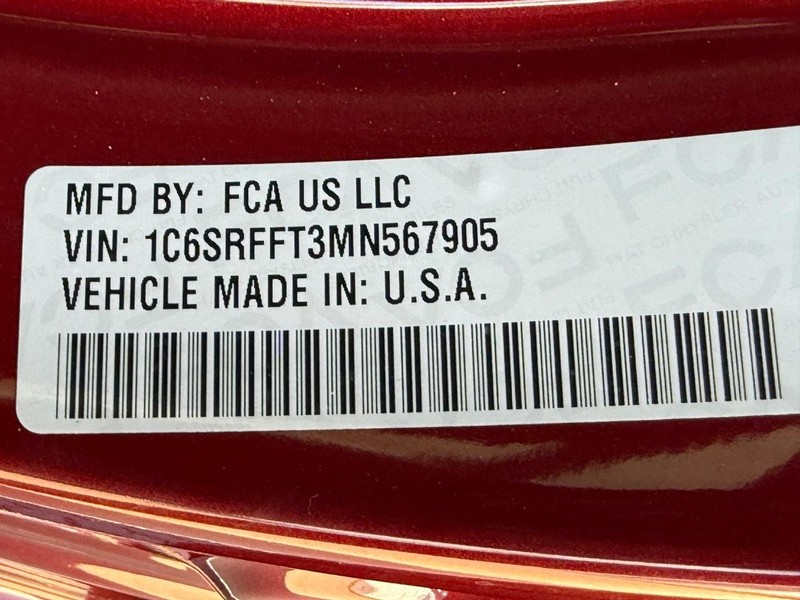 MFD BY: FCA US LLC
VIN: 1C6SRFFT3MN567905
VEHICLE MADE IN: U.S.A.